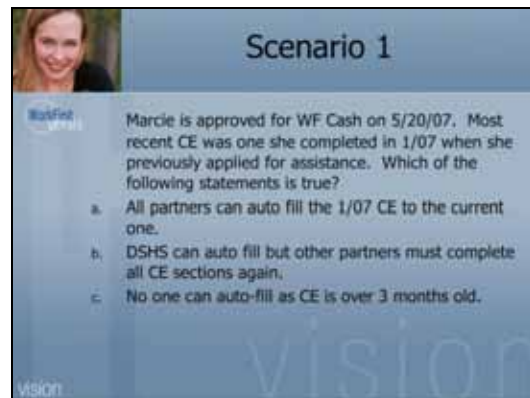 Scenario 1
WorkFirst
Marcie is approved for WF Cash on 5/20/07. Most
recent CE was one she completed in 1/07 when she
previously applied for assistance. Which of the
following statements is true?
a. All partners can auto fill the 1/07 CE to the current
one.
b. DSHS can auto fill but other partners must complete
all CE sections again.
c. No one can auto-fill as CE is over 3 months old.
vision
vision